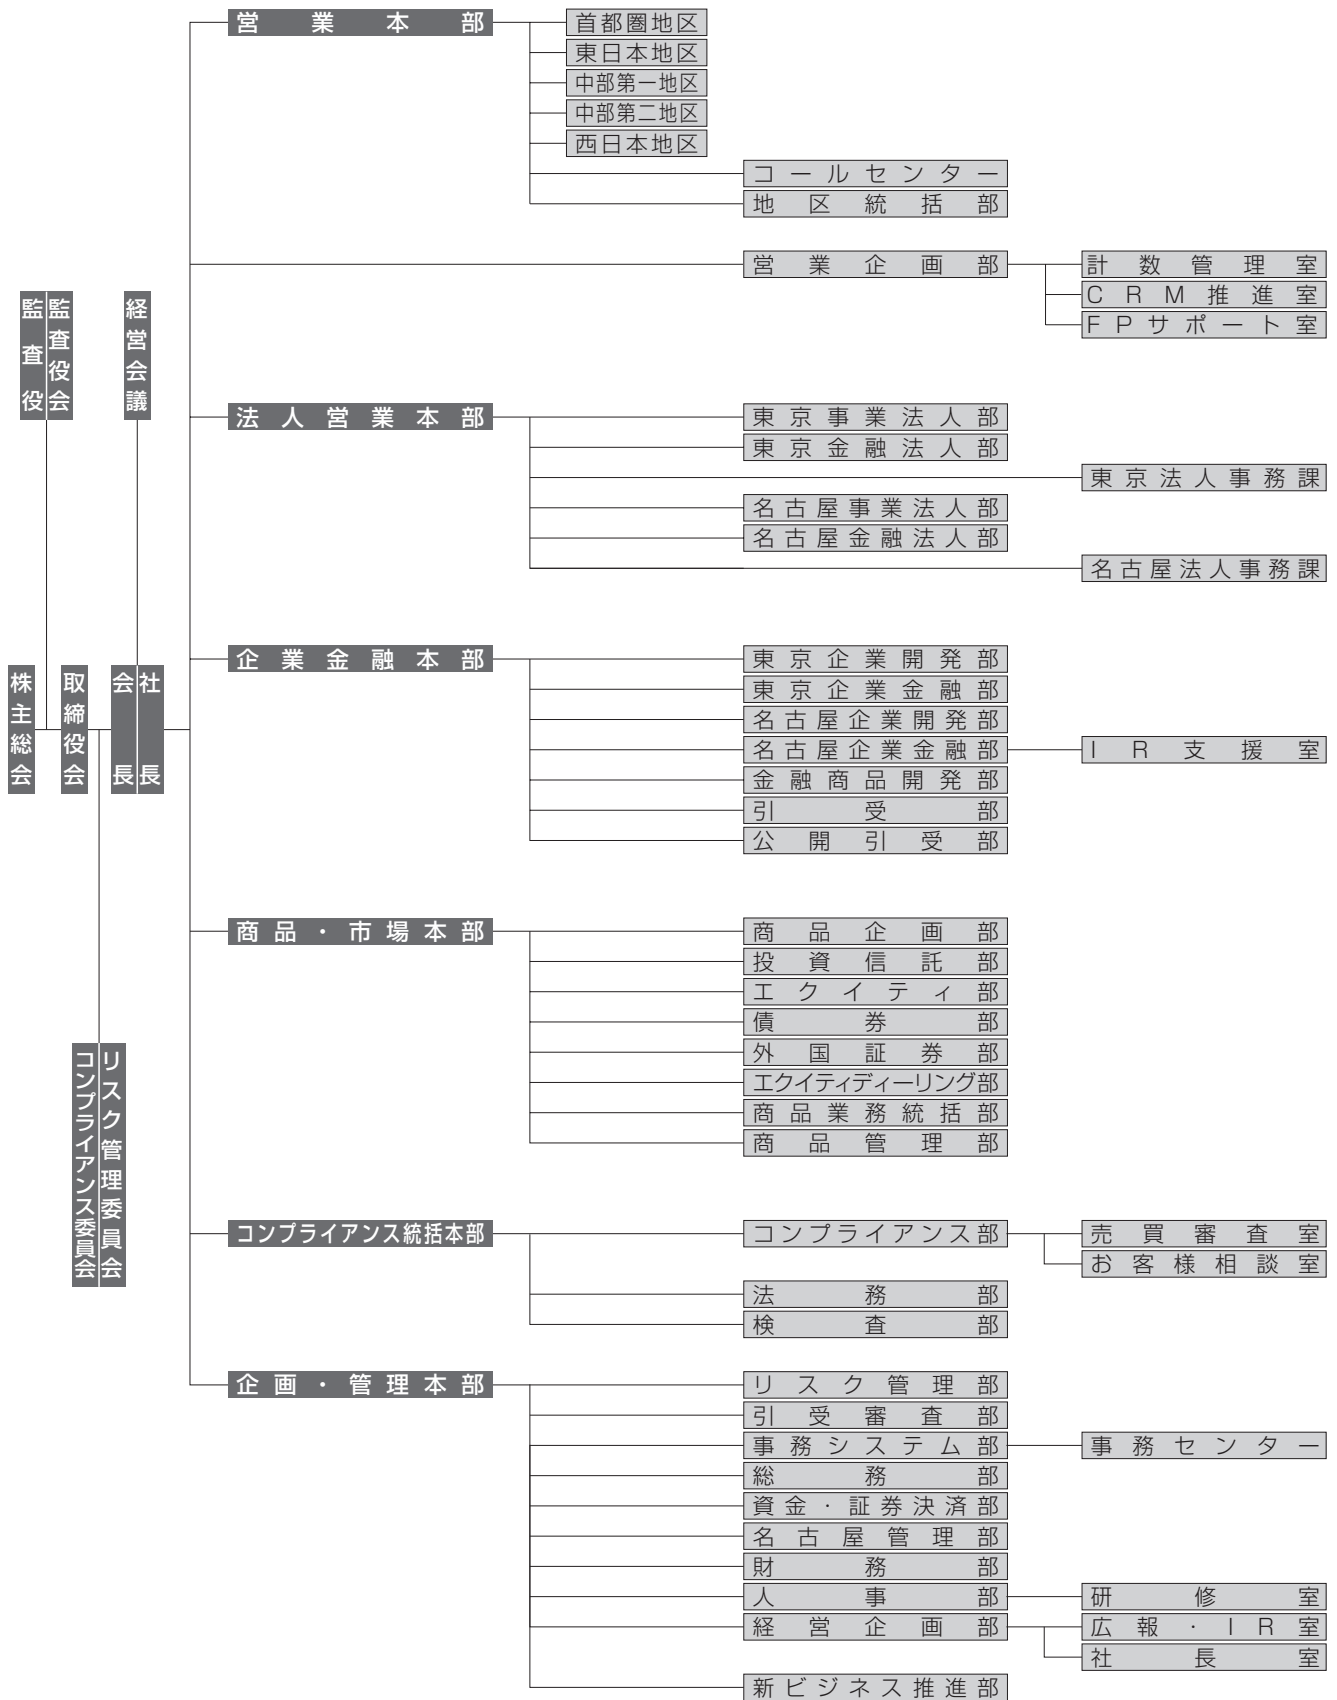 株主総会
監査役
監査役会
取締役会
コンプライアンス委員会
リスク管理委員会
会長
社長
経営会議
営業本部
首都圏地区
東日本地区
中部第一地区
中部第二地区
西日本地区
コールセンター
地区統括部
営業企画部
計数管理室
CRM推進室
FPサポート室
法人営業本部
東京事業法人部
東京金融法人部
東京法人事務課
名古屋事業法人部
名古屋金融法人部
名古屋法人事務課
企業金融本部
東京企業開発部
東京企業金融部
名古屋企業開発部
名古屋企業金融部
IR支援室
金融商品開発部
引受部
公開引受部
商品・市場本部
商品企画部
投資信託部
エクイティ部
債券部
外国証券部
エクイティディーリング部
商品業務統括部
商品管理部
コンプライアンス統括本部
コンプライアンス部
売買審査室
お客様相談室
法務部
検査部
企画・管理本部
リスク管理部
引受審査部
事務システム部
事務センター
総務部
資金・証券決済部
名古屋管理部
財務部
人事部
研修室
経営企画部
広報・IR室
社長室
新ビジネス推進部